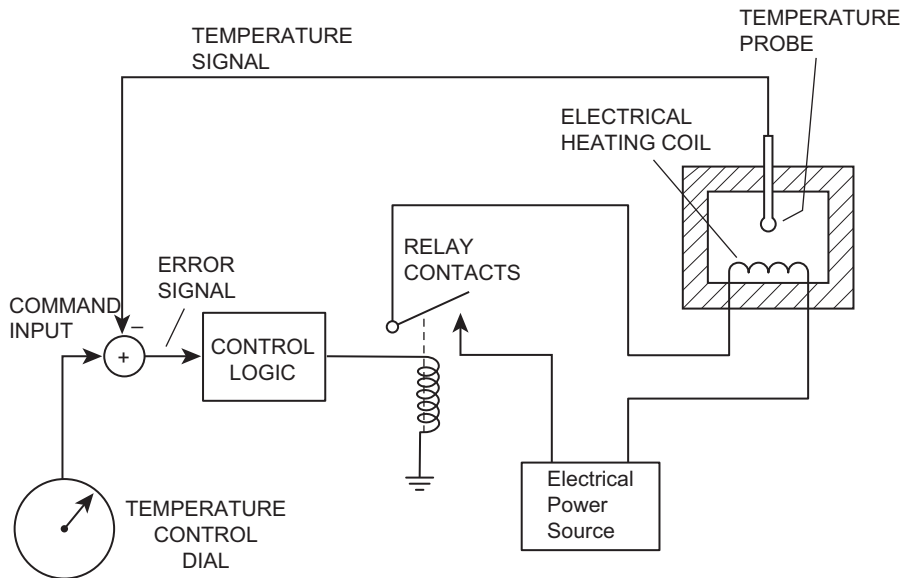 TEMPERATURE
SIGNAL
TEMPERATURE
PROBE
ELECTRICAL
HEATING COIL
RELAY
CONTACTS
ERROR
SIGNAL
COMMAND
INPUT
–
+
CONTROL
LOGIC
Electrical
Power
Source
TEMPERATURE
CONTROL
DIAL